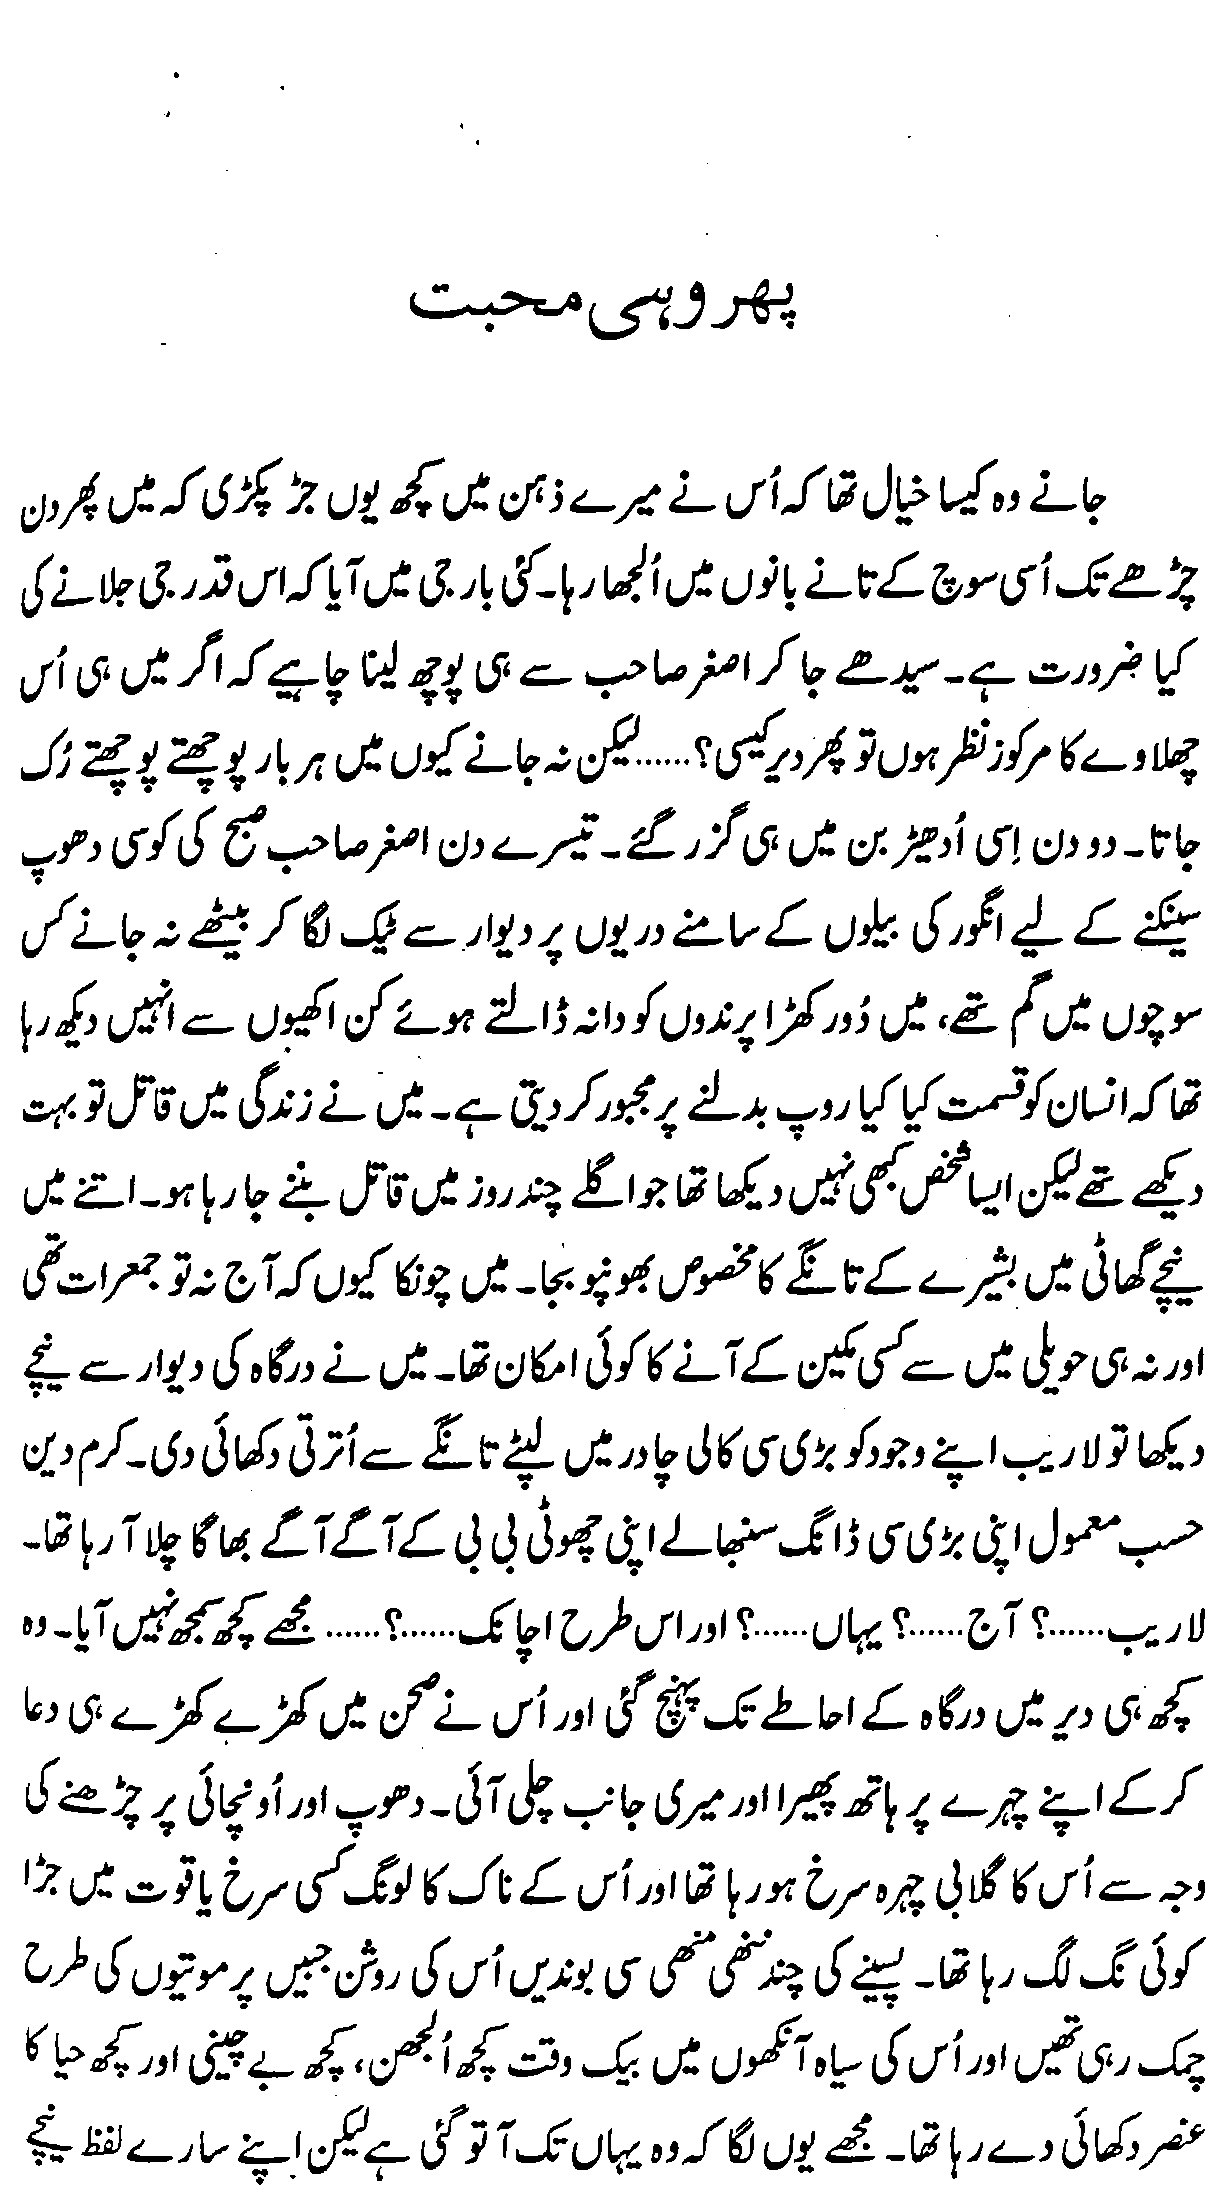 پھر وہی محبت
جانے وہ کیسا خیال تھا کہ اُس نے میرے ذہن میں کچھ یوں جڑ پکڑی کہ میں پھر دن
چڑھے تک اُسی سوچ کے تانے بانوں میں اُلجھا رہا۔ کئی بار جی میں آیا کہ اس قدر جی جلانے کی
کیا ضرورت ہے۔ سیدھے جا کر اصغر صاحب سے ہی پوچھ لینا چاہیے کہ اگر میں ہی اُس
چھلاوے کا مرکوز نظر ہوں تو پھر دیر کیسی؟...... لیکن نہ جانے کیوں میں ہر بار پوچھتے پوچھتے رُک
جاتا۔ دو دن اِسی اُدھیڑ بن میں ہی گزر گئے۔ تیسرے دن اصغر صاحب صبح کی کوسی دھوپ
سینکنے کے لیے انگور کی بیلوں کے سامنے دریوں پر دیوار سے ٹیک لگا کر بیٹھے نہ جانے کس
سوچوں میں گم تھے، میں دُور کھڑا پرندوں کو دانہ ڈالتے ہوئے کن اکھیوں سے انہیں دیکھ رہا
تھا کہ انسان کو قسمت کیا کیا روپ بدلنے پر مجبور کر دیتی ہے۔ میں نے زندگی میں قاتل تو بہت
دیکھے تھے لیکن ایسا شخص کبھی نہیں دیکھا تھا جو اگلے چند روز میں قاتل بننے جا رہا ہو۔ اتنے میں
نیچے گھاٹی میں بشیرے کے تانگے کا مخصوص بھونپو بجا۔ میں چونکا کیوں کہ آج نہ تو جمعرات تھی
اور نہ ہی حویلی میں سے کسی مکین کے آنے کا کوئی امکان تھا۔ میں نے درگاہ کی دیوار سے نیچے
دیکھا تو لاریب اپنے وجود کو بڑی سی کالی چادر میں لپٹے تانگے سے اُترتی دکھائی دی۔ کرم دین
حسب معمول اپنی بڑی سی ڈانگ سنبھالے اپنی چھوٹی بی بی کے آگے آگے بھاگا چلا آ رہا تھا۔
لاریب......؟ آج......؟ یہاں......؟ اور اس طرح اچانک......؟...... مجھے کچھ سمجھ نہیں آیا۔ وہ
کچھ ہی دیر میں درگاہ کے احاطے تک پہنچ گئی اور اُس نے صحن میں کھڑے کھڑے ہی دعا
کر کے اپنے چہرے پر ہاتھ پھیرا اور میری جانب چلی آئی۔ دھوپ اور اُونچائی پر چڑھنے کی
وجہ سے اُس کا گلابی چہرہ سرخ ہو رہا تھا اور اُس کے ناک کا لونگ کسی سرخ یاقوت میں جڑا
کوئی نگ لگ رہا تھا۔ پسینے کی چند ننھی منھی سی بوندیں اُس کی روشن جبیں پر موتیوں کی طرح
چمک رہی تھیں اور اُس کی سیاہ آنکھوں میں بیک وقت کچھ اُلجھن، کچھ بے چینی اور کچھ حیا کا
عنصر دکھائی دے رہا تھا۔ مجھے یوں لگا کہ وہ یہاں تک آ تو گئی ہے لیکن اپنے سارے لفظ نیچے